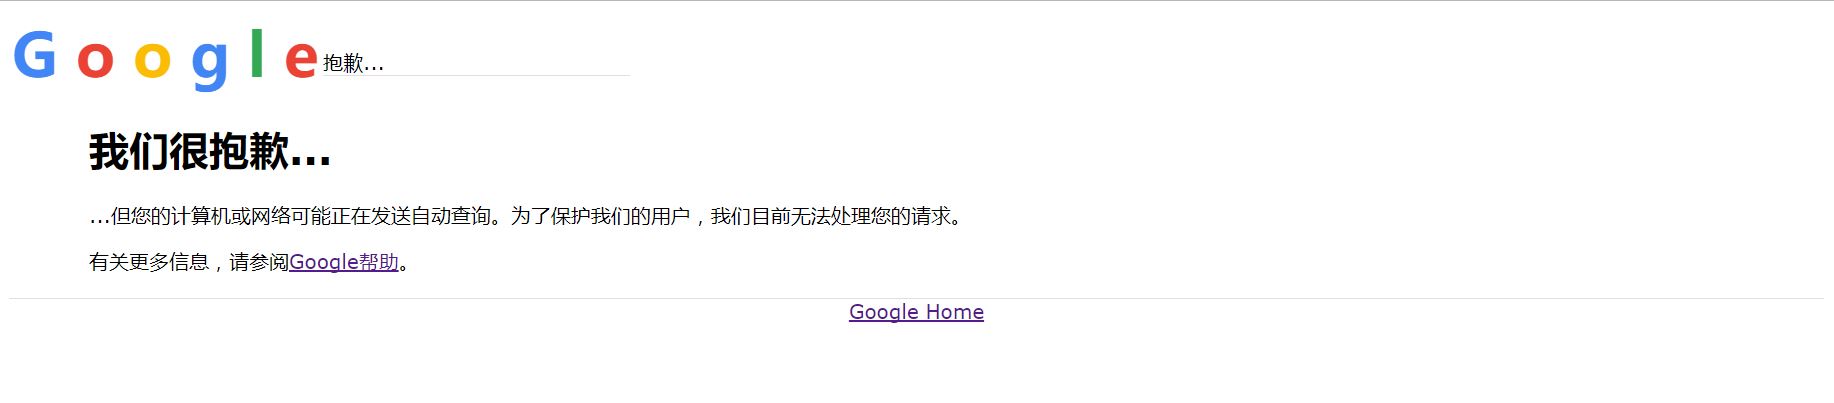 Google 抱歉...
我们很抱歉...
...但您的计算机或网络可能正在发送自动查询。为了保护我们的用户，我们目前无法处理您的请求。
有关更多信息，请参阅Google帮助。
Google Home